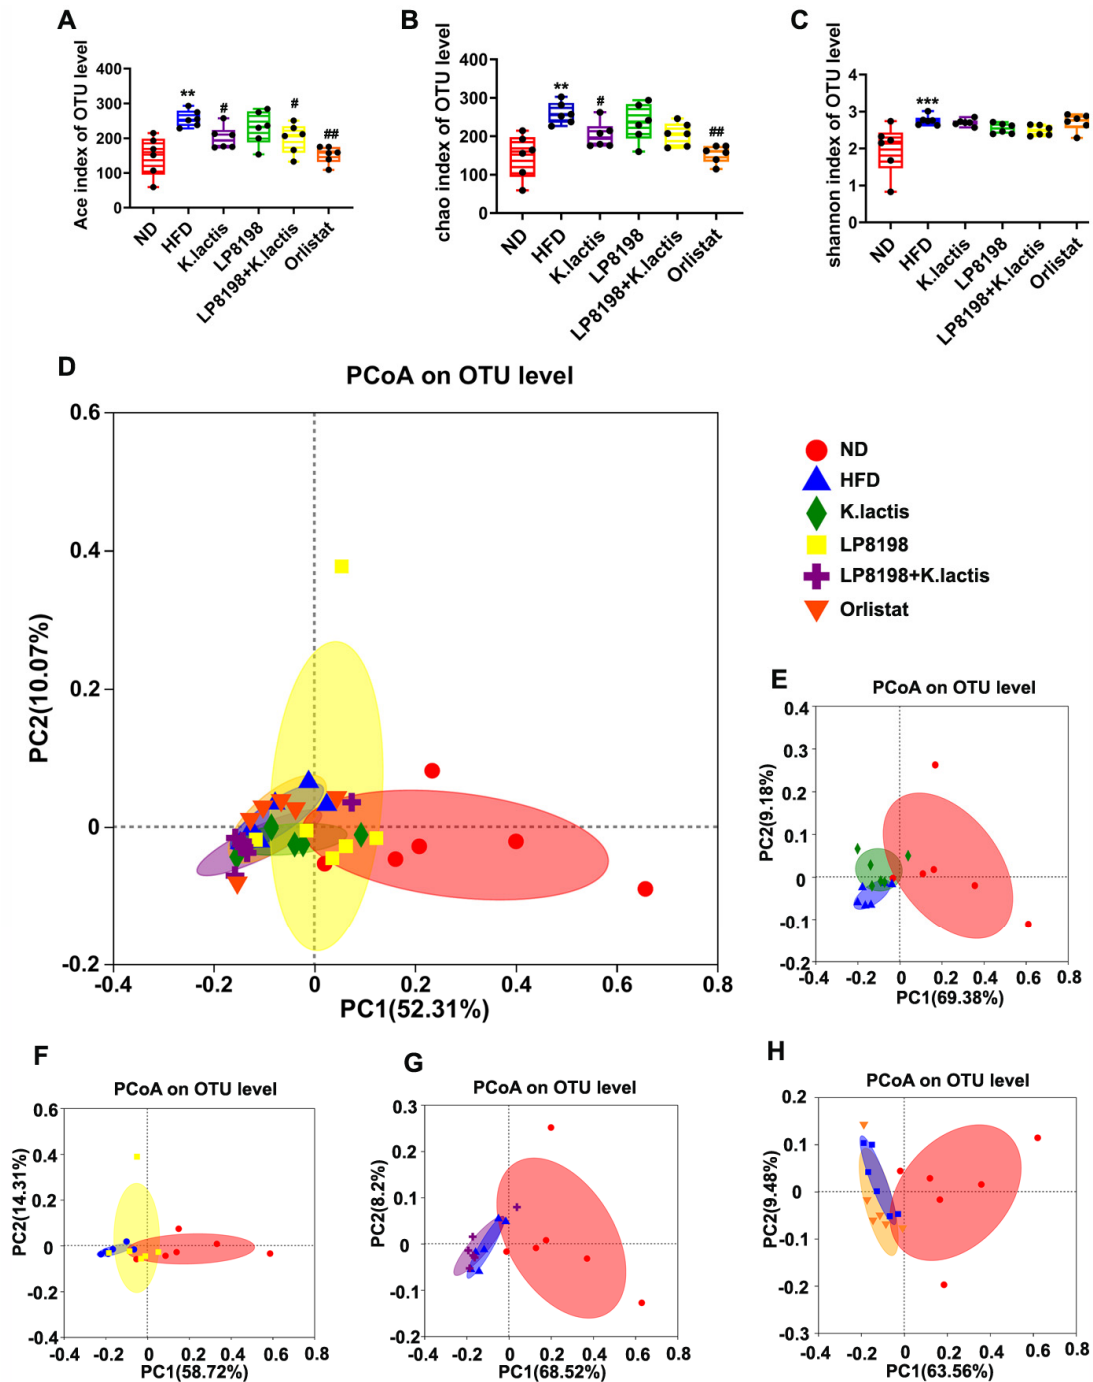 A
Ace index of OTU level
400
300
200
100
0
**
#
#
##
ND
HFD
K.lactis
LP8198
LP8198+K.lactis
Orlistat
B
chao index of OTU level
400
300
200
100
0
**
#
##
ND
HFD
K.lactis
LP8198
LP8198+K.lactis
Orlistat
C
shannon index of OTU level
4
3
2
1
0
***
ND
HFD
K.lactis
LP8198
LP8198+K.lactis
Orlistat
D
PCoA on OTU level
PC2(10.07%)
0.6
0.4
0.2
0
-0.2
-0.4
-0.2
0
0.2
0.4
0.6
0.8
PC1(52.31%)
ND
HFD
K.lactis
LP8198
LP8198+K.lactis
Orlistat
E
PCoA on OTU level
PC2(9.18%)
0.4
0.3
0.2
0.1
0
-0.1
-0.2
-0.4
-0.2
0
0.2
0.4
0.6
0.8
PC1(69.38%)
F
PCoA on OTU level
PC2(14.31%)
0.6
0.4
0.2
0
-0.2
-0.4
-0.4
-0.2
0
0.2
0.4
0.6
0.8
PC1(58.72%)
G
PCoA on OTU level
PC2(8.2%)
0.3
0.2
0.1
0
-0.1
-0.2
-0.4
-0.2
0
0.2
0.4
0.6
0.8
PC1(68.52%)
H
PCoA on OTU level
PC2(9.48%)
0.2
0.1
0
-0.1
-0.2
-0.3
-0.4
-0.2
0
0.2
0.4
0.6
0.8
PC1(63.56%)